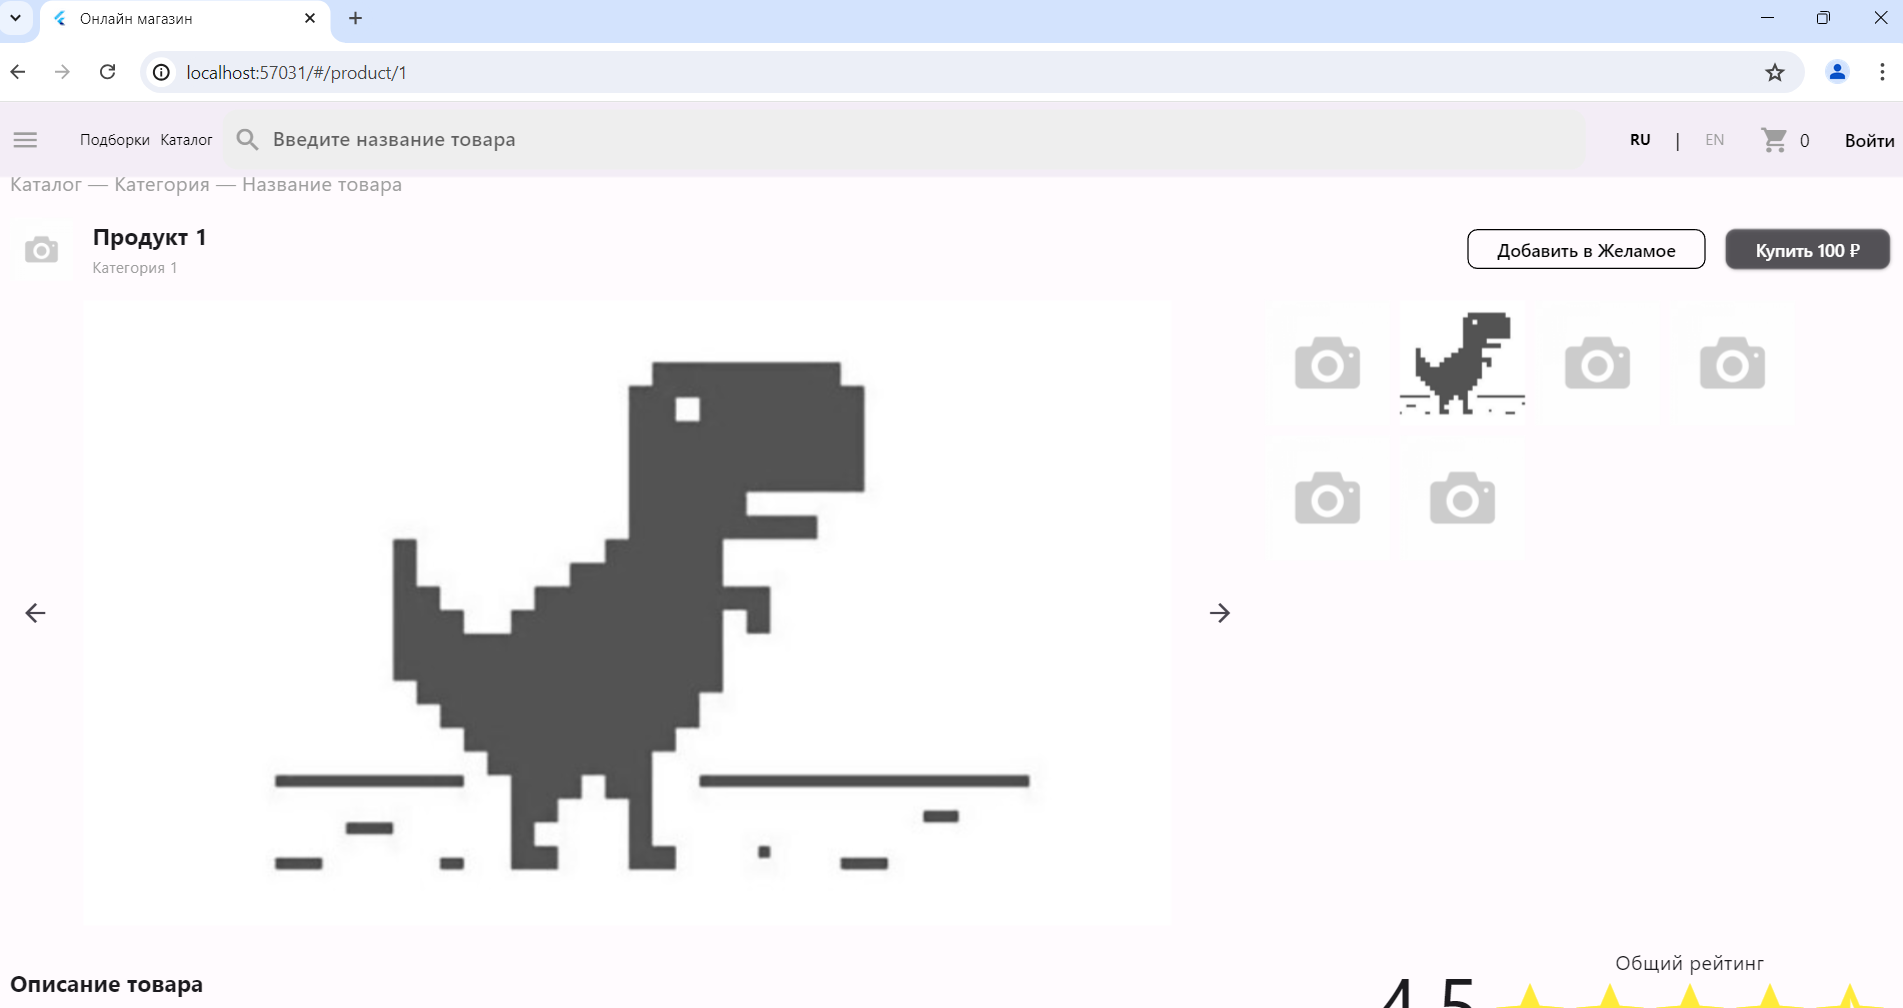 Онлайн магазин
localhost:57031/#/product/1
Подборки Каталог Введите название товара RU | EN 0 Войти
Каталог — Категория — Название товара
Продукт 1
Категория 1
Добавить в Желамое Купить 100 ₽
Общий рейтинг
Описание товара
4.5